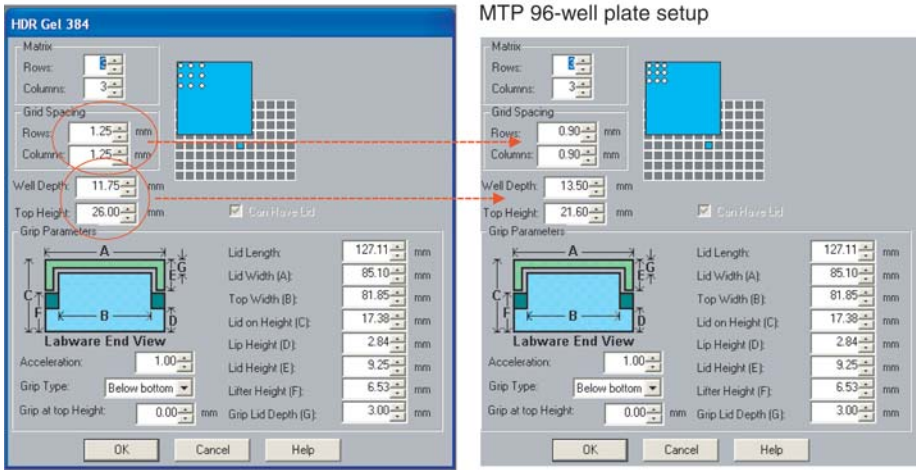 MTP 96-well plate setup
HDR Gel 384
Matrix
Rows: 3
Columns: 3
Grid Spacing
Rows: 1.25 mm
Columns: 1.25 mm
Well Depth: 11.75 mm
Top Height: 26.00 mm
Can Have Lid
Grip Parameters
A
G
E
C
F
B
D
Labware End View
Acceleration: 1.00
Grip Type: Below bottom
Grip at top Height: 0.00 mm
Lid Length: 127.11 mm
Lid Width (A): 85.10 mm
Top Width (B): 81.85 mm
Lid on Height (C): 17.38 mm
Lip Height (D): 2.84 mm
Lid Height (E): 9.25 mm
Lifter Height (F): 6.53 mm
Grip Lid Depth (G): 3.00 mm
OK Cancel Help
Matrix
Rows: 3
Columns: 3
Grid Spacing
Rows: 0.90 mm
Columns: 0.90 mm
Well Depth: 13.50 mm
Top Height: 21.60 mm
Can Have Lid
Grip Parameters
A
G
E
C
F
B
D
Labware End View
Acceleration: 1.00
Grip Type: Below bottom
Grip at top Height: 0.00 mm
Lid Length: 127.11 mm
Lid Width (A): 85.10 mm
Top Width (B): 81.85 mm
Lid on Height (C): 17.38 mm
Lip Height (D): 2.84 mm
Lid Height (E): 9.25 mm
Lifter Height (F): 6.53 mm
Grip Lid Depth (G): 3.00 mm
OK Cancel Help